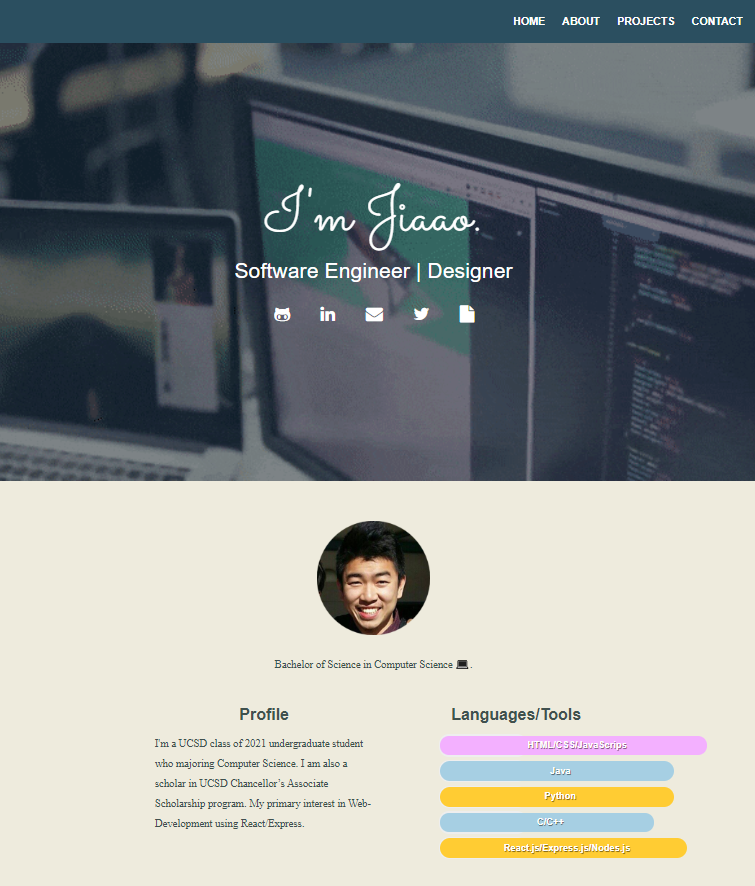 HOME ABOUT PROJECTS CONTACT
I'm Jiaao.
Software Engineer | Designer
Bachelor of Science in Computer Science 💻.
Profile
I'm a UCSD class of 2021 undergraduate student
who majoring Computer Science. I am also a
scholar in UCSD Chancellor's Associate
Scholarship program. My primary interest in Web-
Development using React/Express.
Languages/Tools
HTML/CSS/JavaScrips
Java
Python
C/C++
React.js/Express.js/Nodes.js